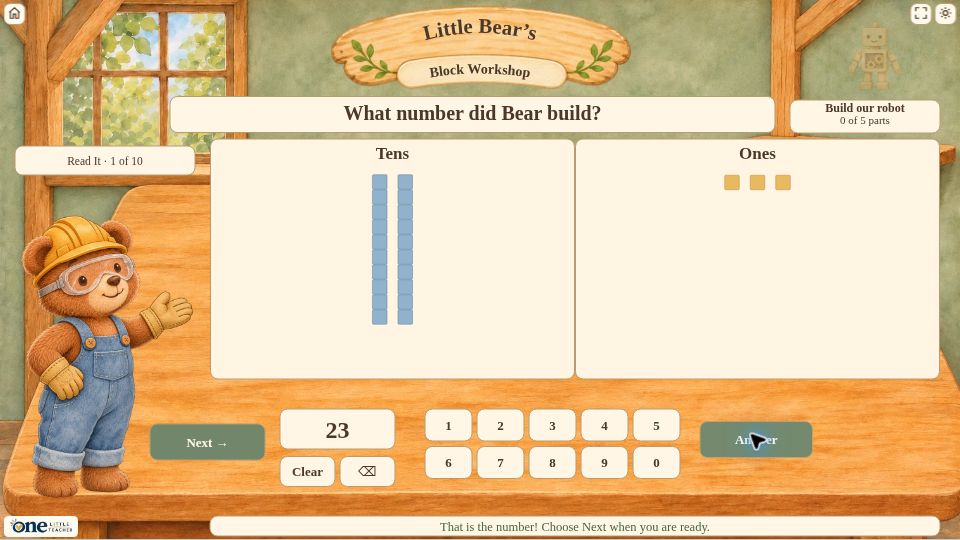 Little Bear's
Block Workshop
What number did Bear build?
Build our robot
0 of 5 parts
Read It · 1 of 10
Tens
Ones
Next →
23
Clear
⌫
1 2 3 4 5
6 7 8 9 0
one LITTLE TEACHER
That is the number! Choose Next when you are ready.